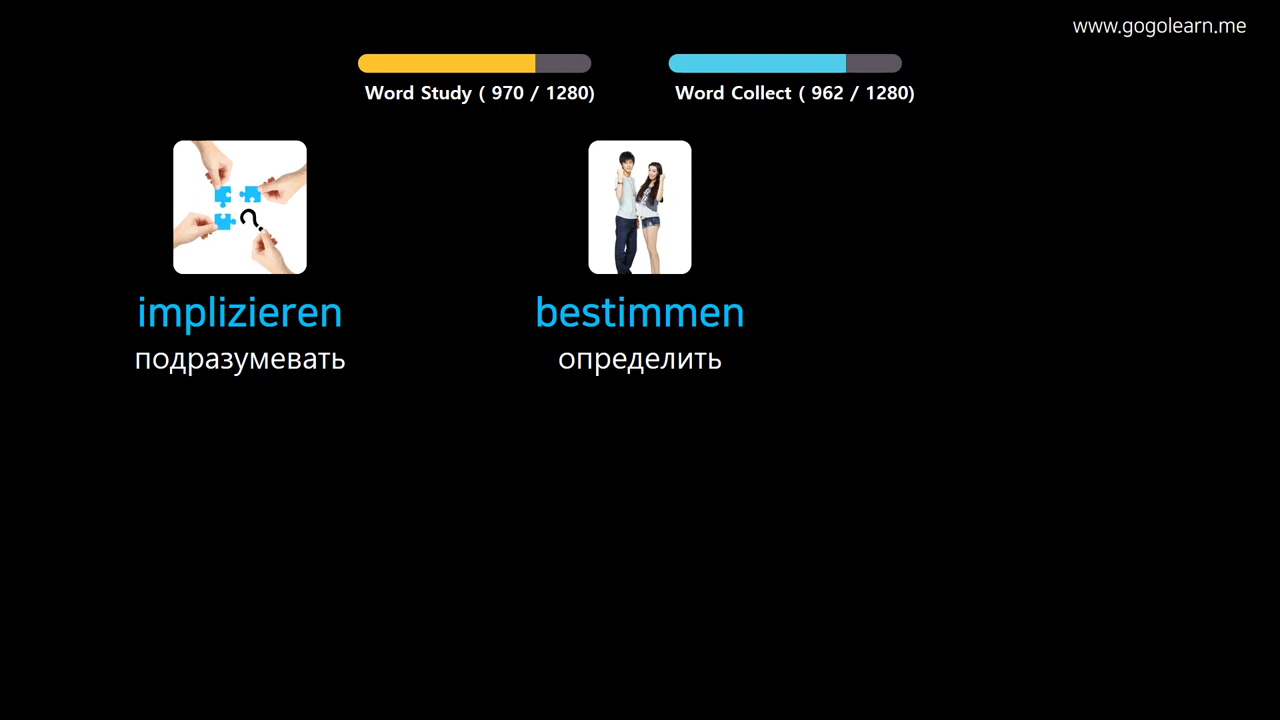 www.gogolearn.me
Word Study ( 970 / 1280)
Word Collect ( 962 / 1280)
implizieren
подразумевать
bestimmen
определить